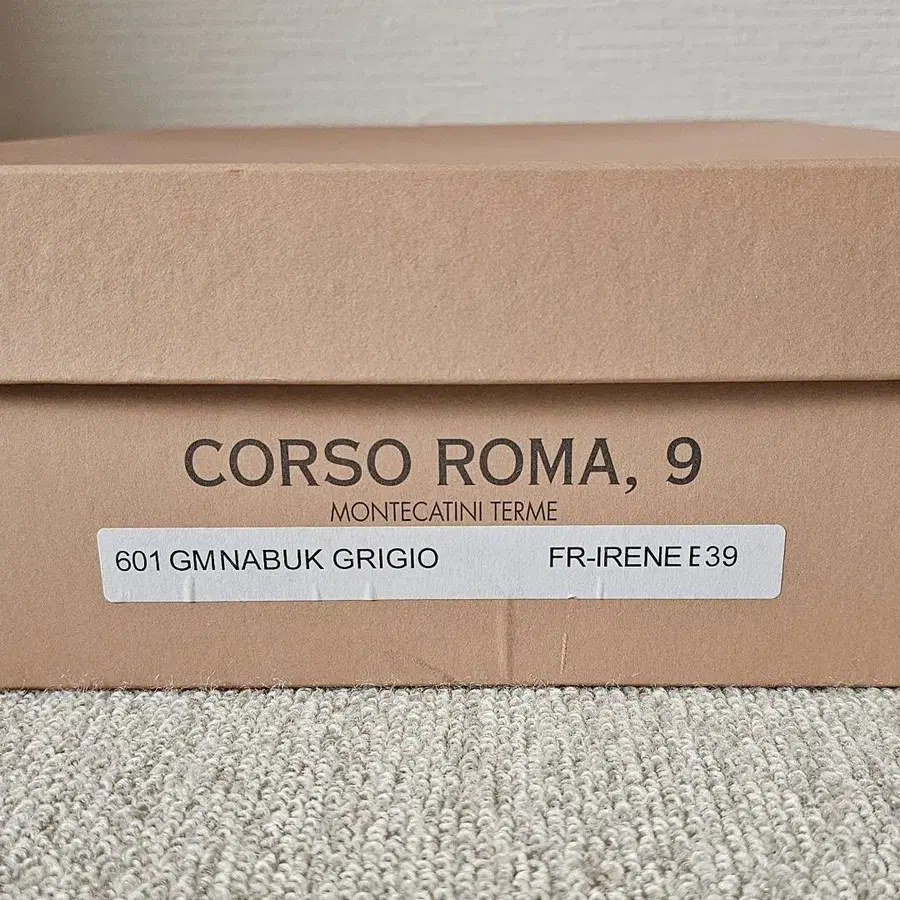 CORSO ROMA, 9
MONTECATINI TERME
601 GMNABUK GRIGIO FR-IRENE E 39